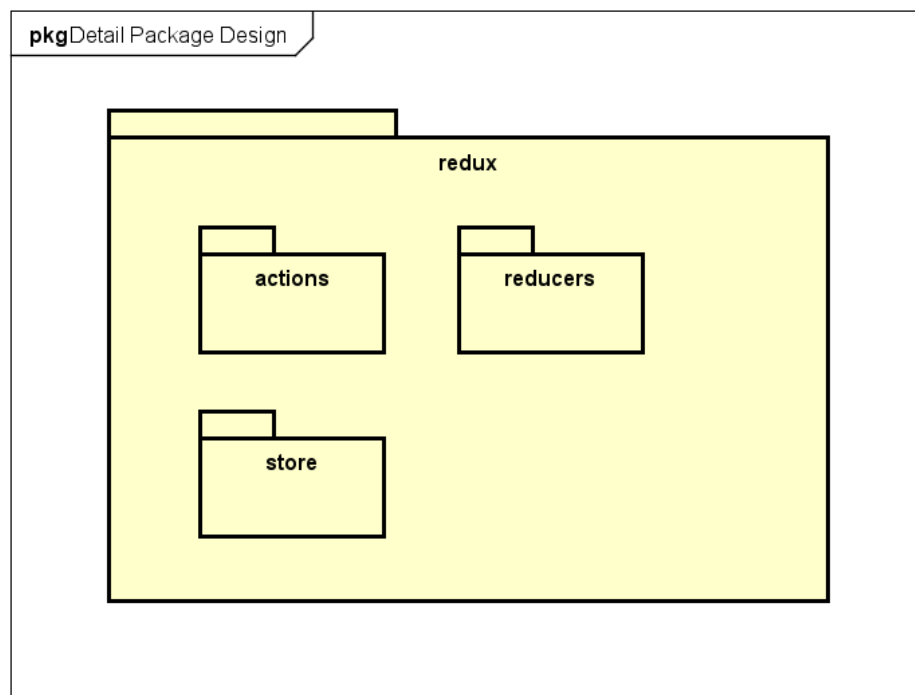 pkgDetail Package Design
redux
actions
reducers
store